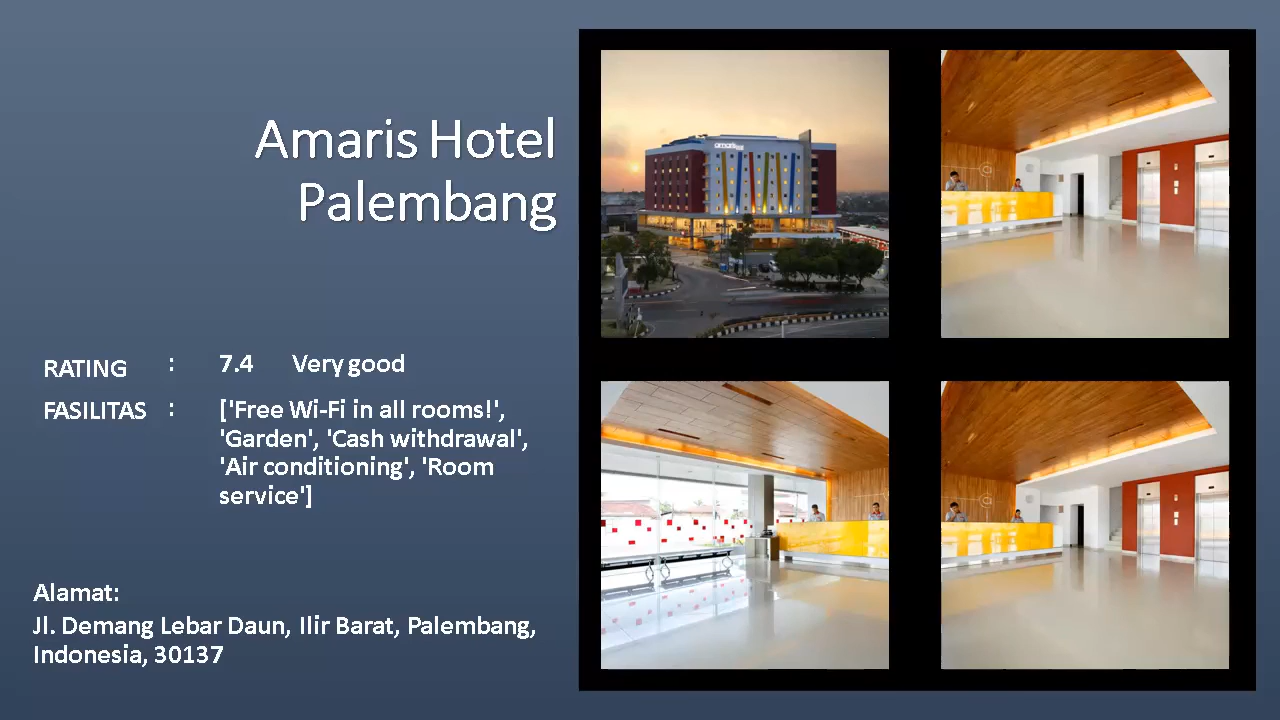 Amaris Hotel
Palembang
RATING : 7.4 Very good
FASILITAS : ['Free Wi-Fi in all rooms!',
'Garden', 'Cash withdrawal',
'Air conditioning', 'Room
service']
Alamat:
Jl. Demang Lebar Daun, Ilir Barat, Palembang,
Indonesia, 30137
amaris